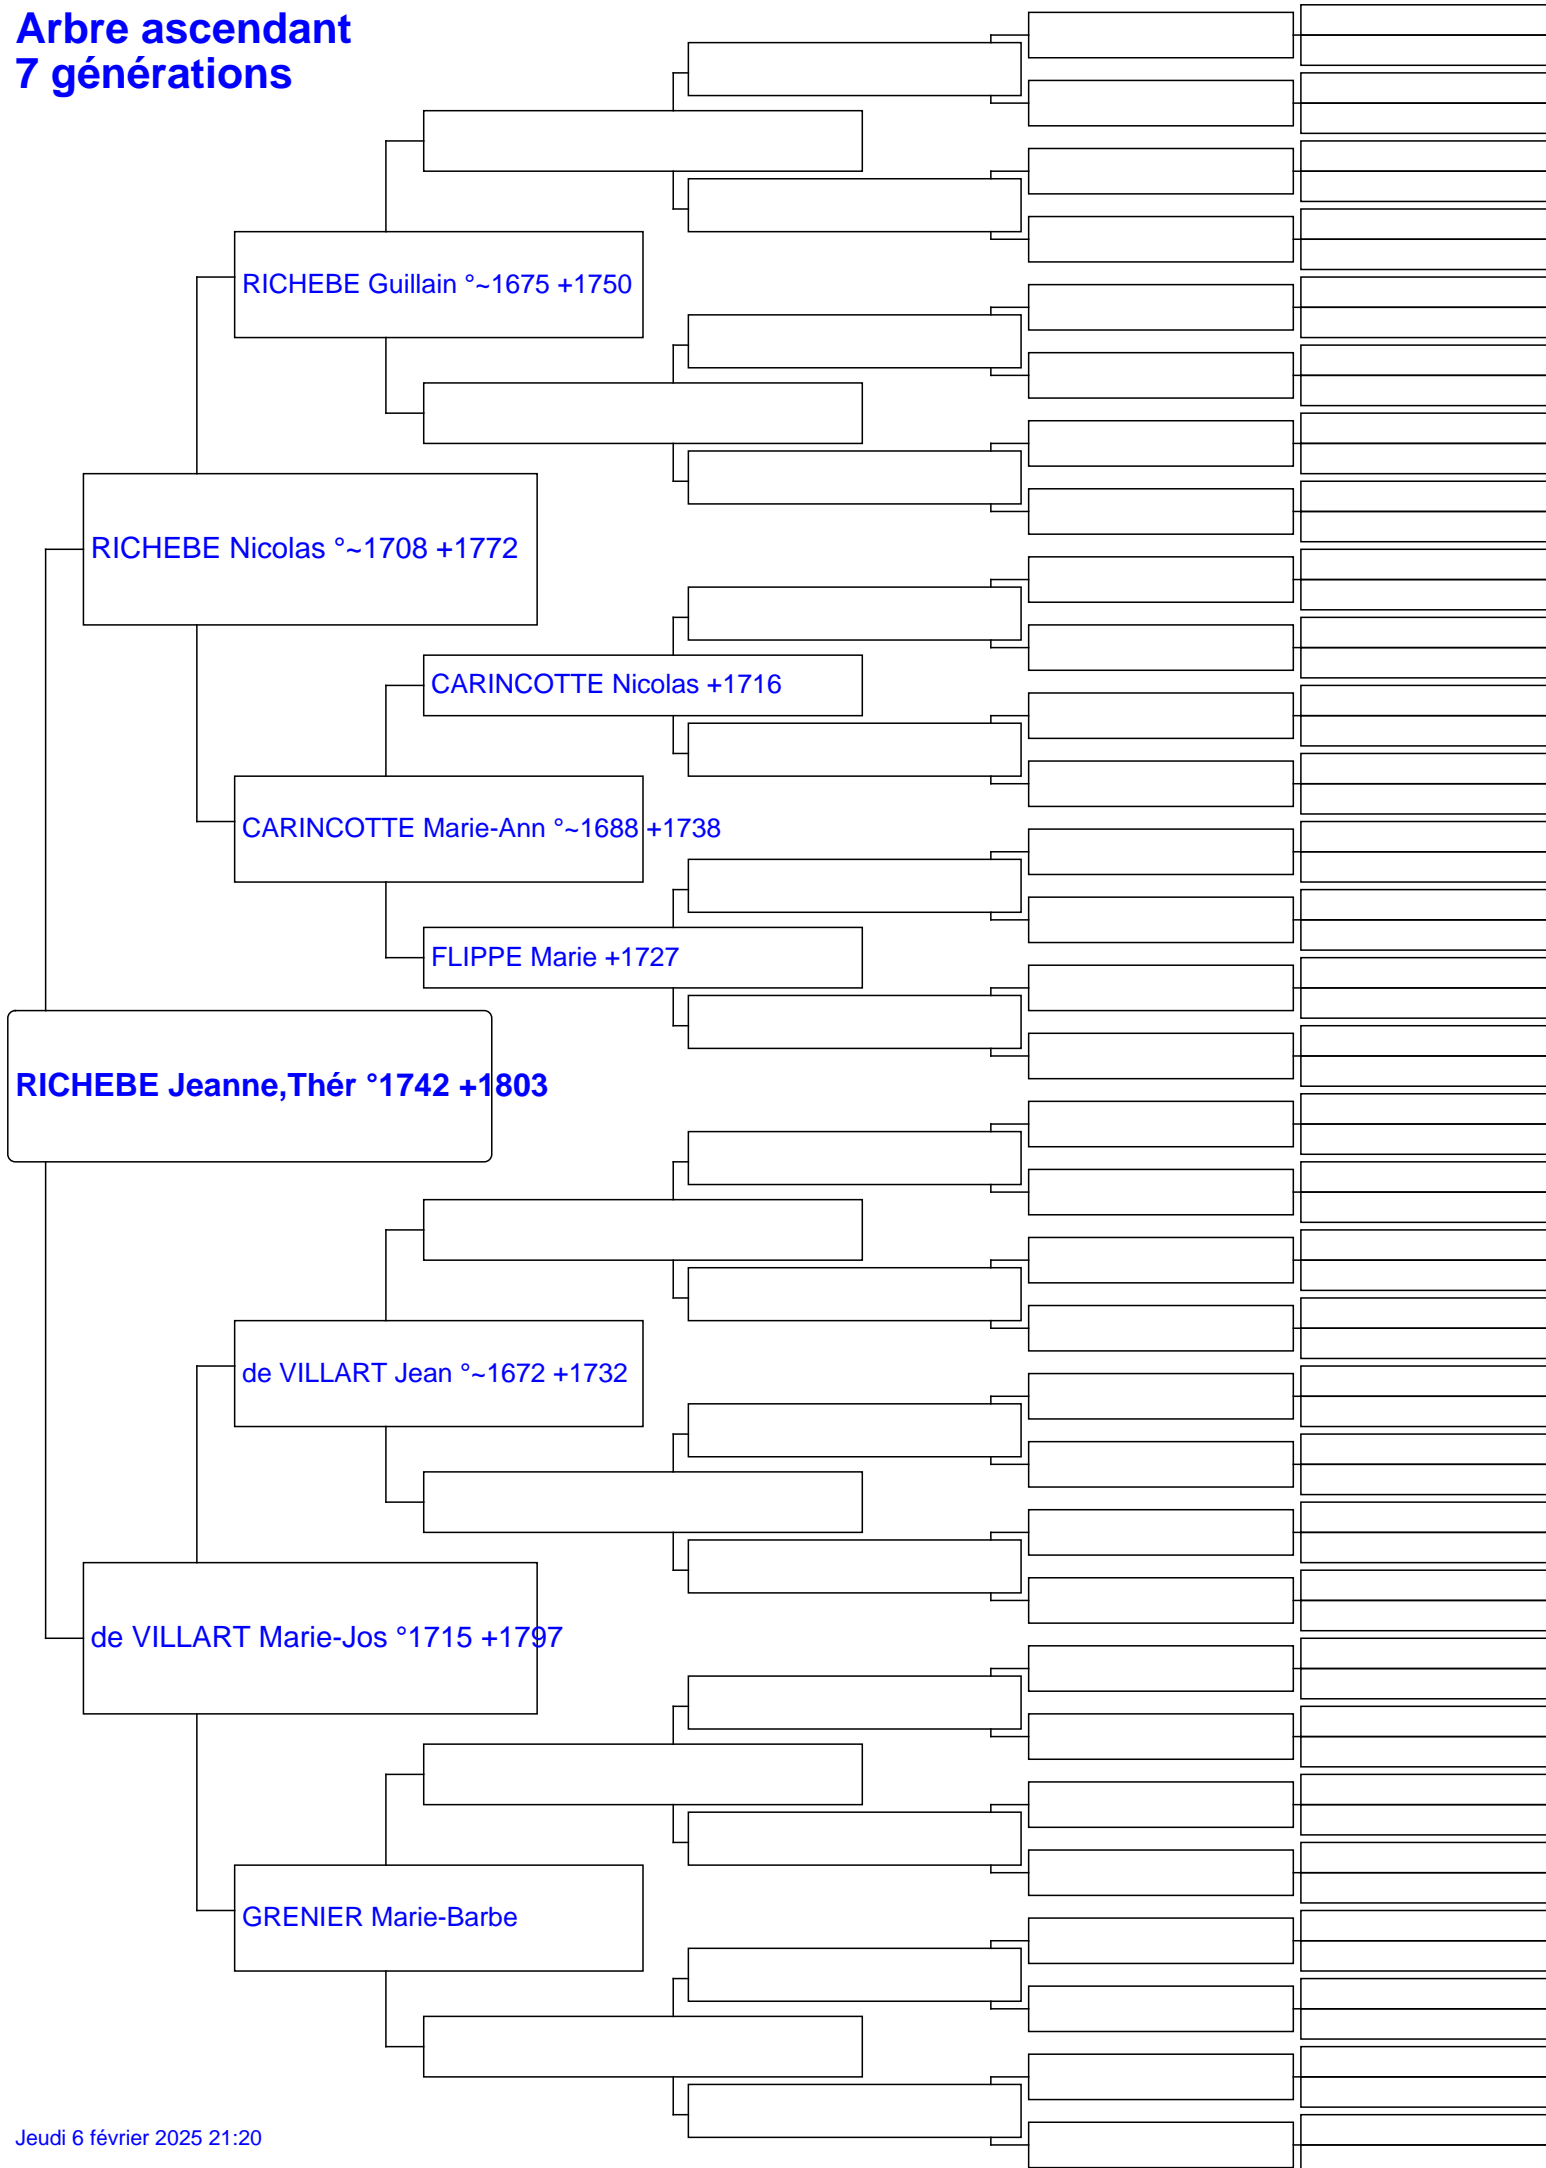 Arbre ascendant
7 générations
RICHEBE Guillain °~1675 +1750
RICHEBE Nicolas °~1708 +1772
CARINCOTTE Nicolas +1716
CARINCOTTE Marie-Ann °~1688 +1738
FLIPPE Marie +1727
RICHEBE Jeanne,Thér °1742 +1803
de VILLART Jean °~1672 +1732
de VILLART Marie-Jos °1715 +1797
GRENIER Marie-Barbe
Jeudi 6 février 2025 21:20